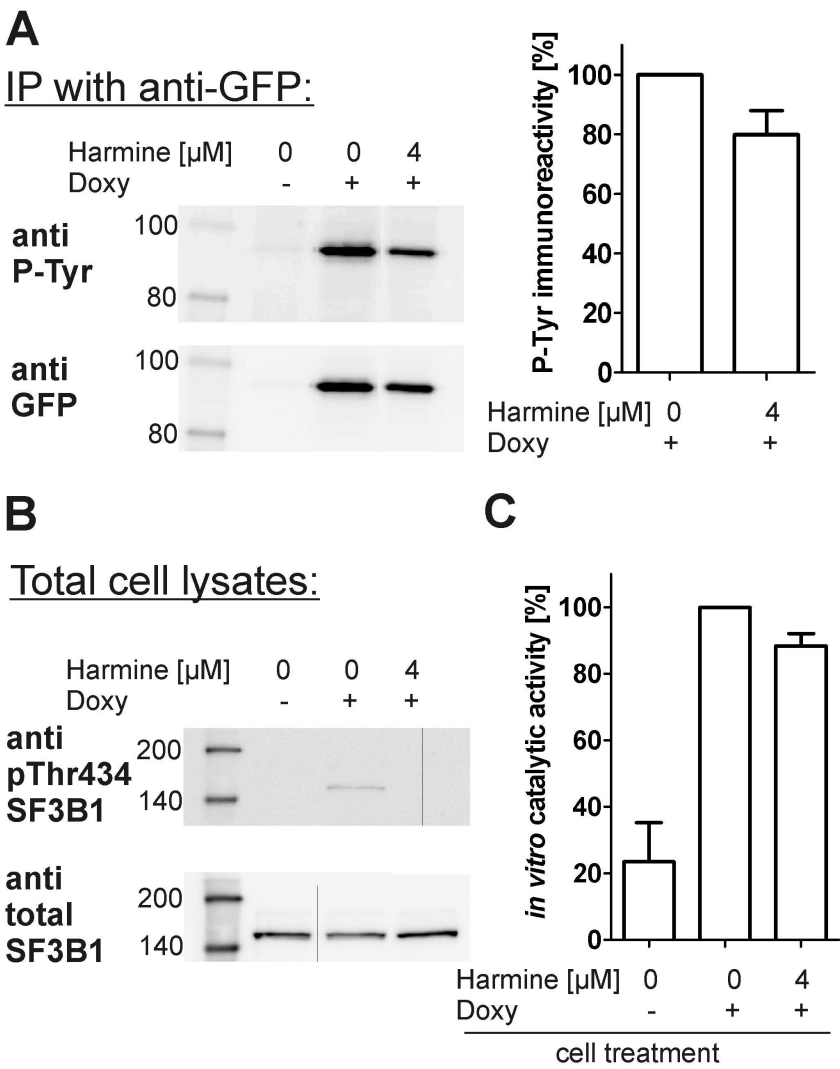 A
IP with anti-GFP:
Harmine [µM] 0 0 4
Doxy - + +
anti
P-Tyr
100
80
anti
GFP
100
80
P-Tyr immunoreactivity [%]
100
80
60
40
20
0
Harmine [µM] 0 4
Doxy + +
B
Total cell lysates:
Harmine [µM] 0 0 4
Doxy - + +
anti
pThr434
SF3B1
200
140
anti
total
SF3B1
200
140
C
in vitro catalytic activity [%]
100
80
60
40
20
0
Harmine [µM] 0 0 4
Doxy - + +
cell treatment